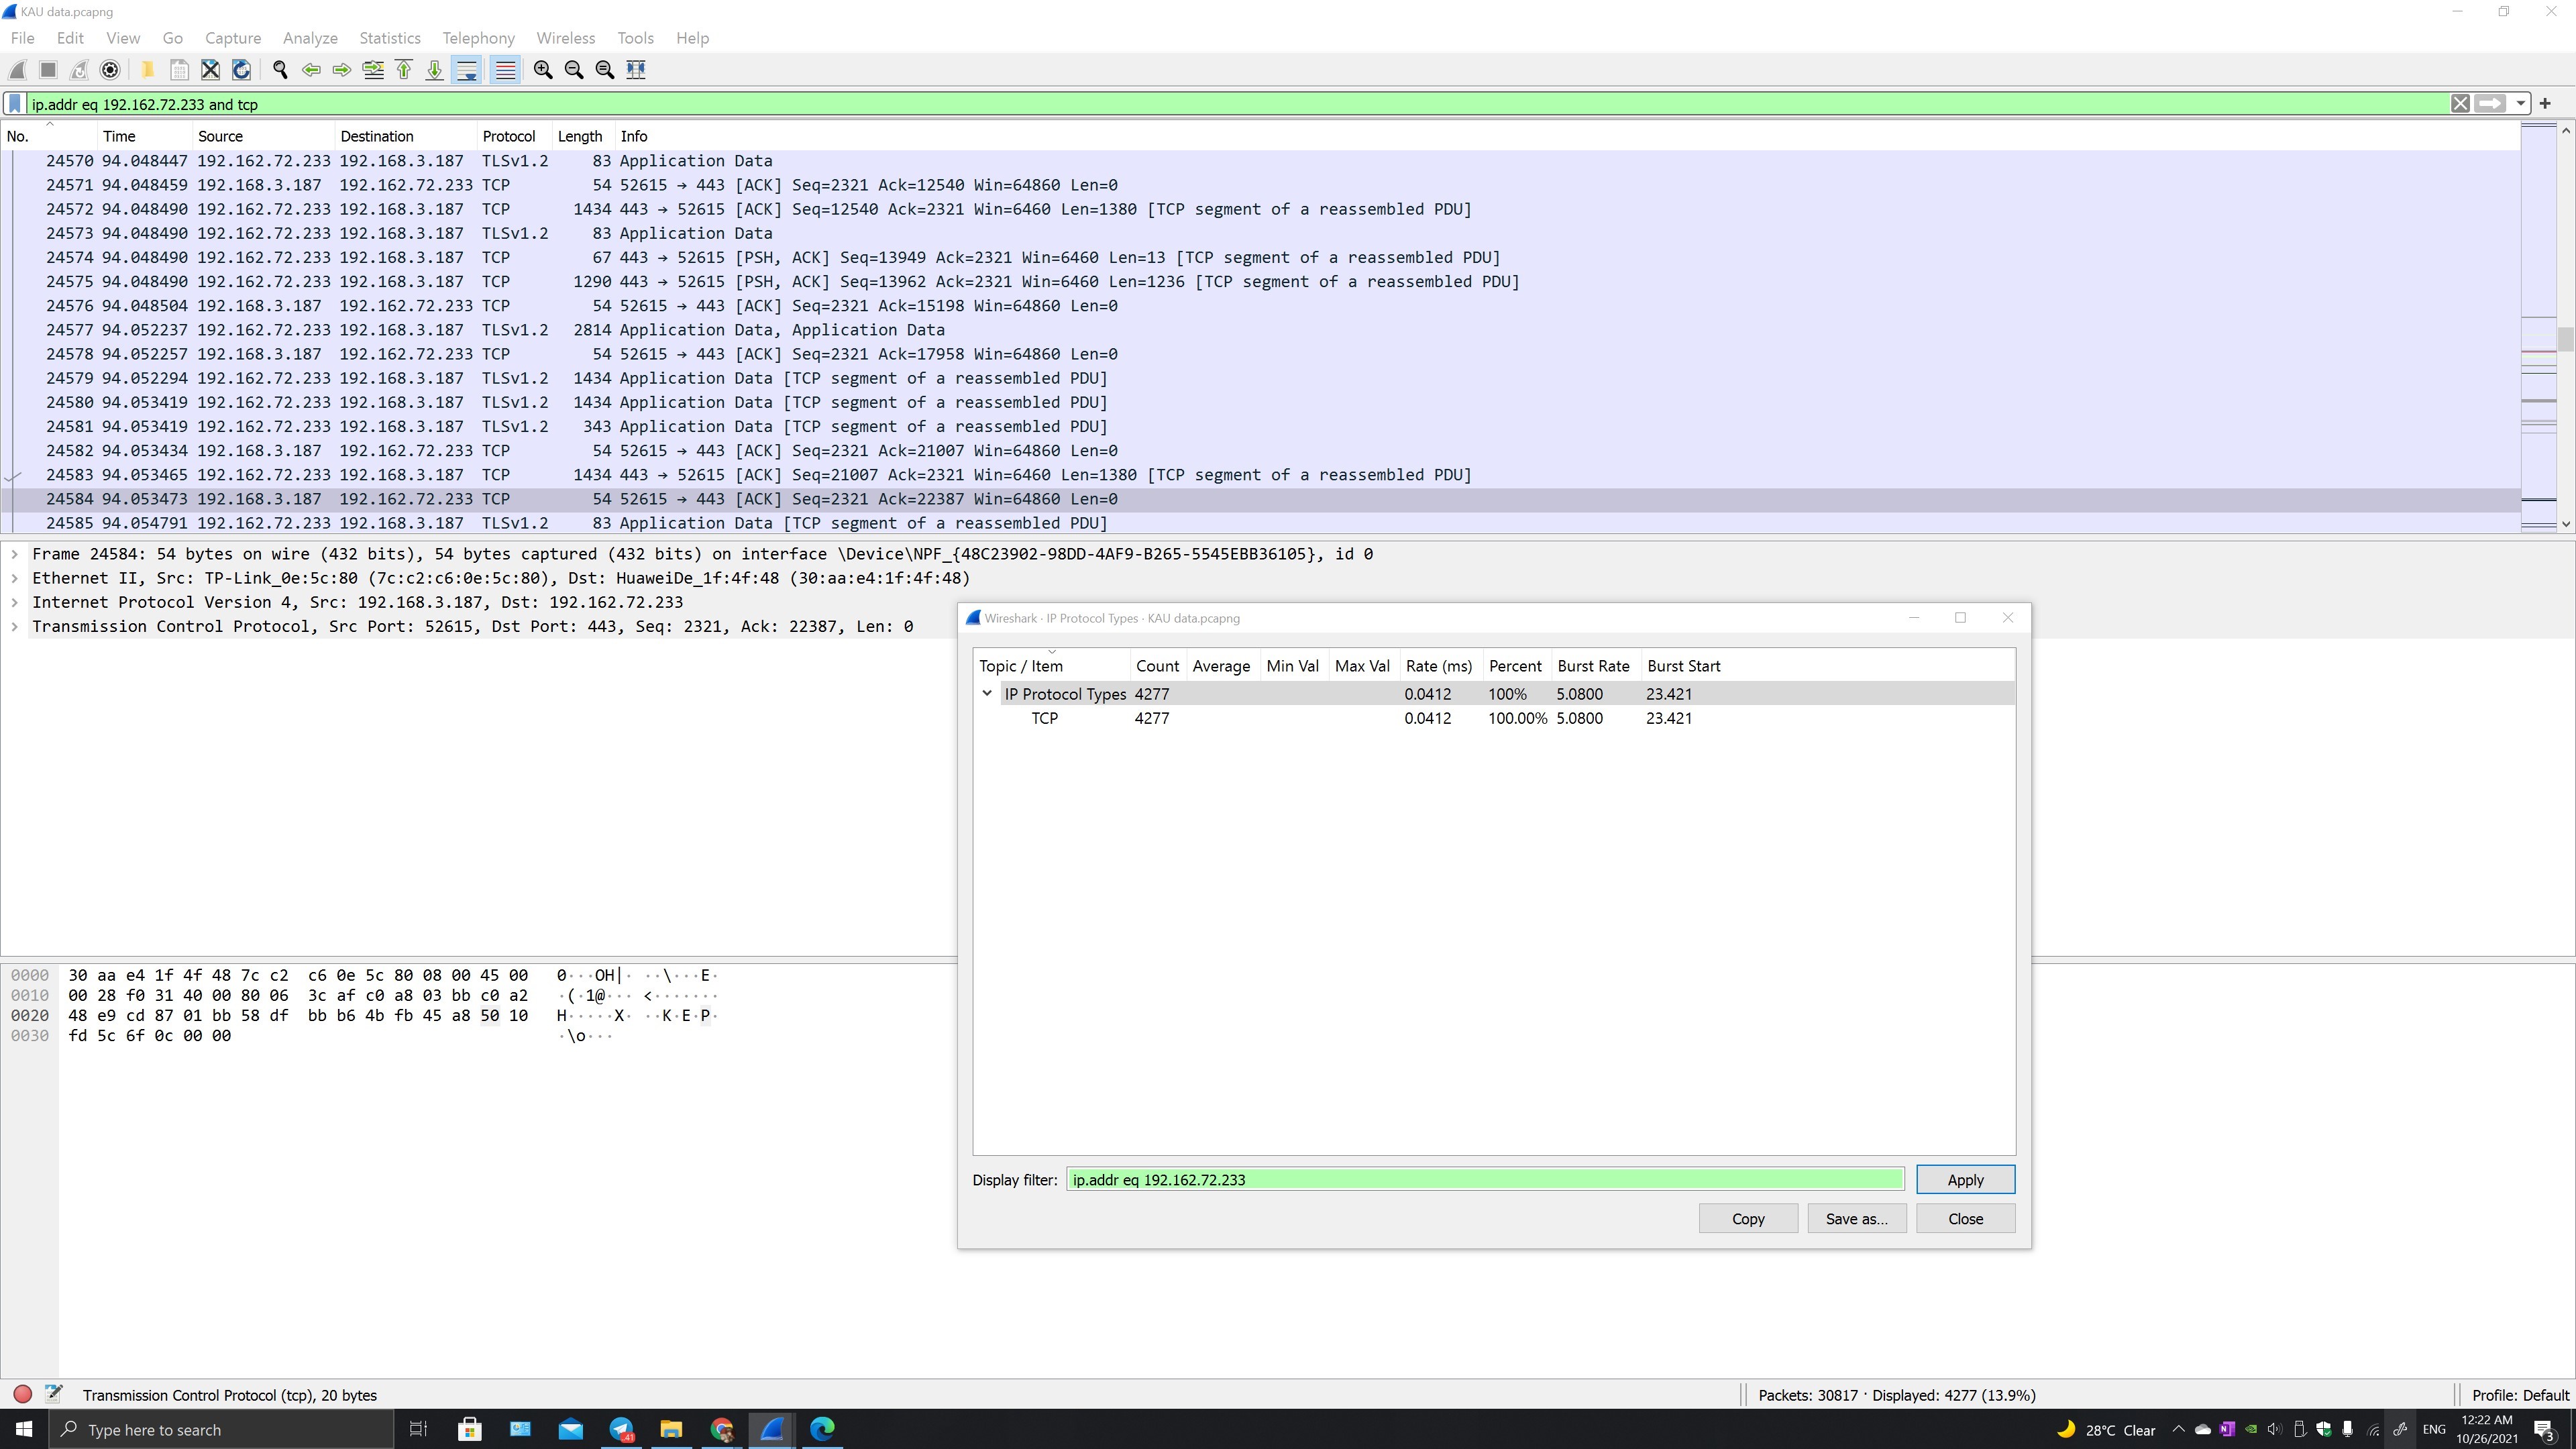 KAU data.pcapng
File Edit View Go Capture Analyze Statistics Telephony Wireless Tools Help
ip.addr eq 192.162.72.233 and tcp
No. Time Source Destination Protocol Length Info
24570 94.048447 192.162.72.233 192.168.3.187 TLSv1.2 83 Application Data
24571 94.048459 192.168.3.187 192.162.72.233 TCP 54 52615 → 443 [ACK] Seq=2321 Ack=12540 Win=64860 Len=0
24572 94.048490 192.162.72.233 192.168.3.187 TCP 1434 443 → 52615 [ACK] Seq=12540 Ack=2321 Win=6460 Len=1380 [TCP segment of a reassembled PDU]
24573 94.048490 192.162.72.233 192.168.3.187 TLSv1.2 83 Application Data
24574 94.048490 192.162.72.233 192.168.3.187 TCP 67 443 → 52615 [PSH, ACK] Seq=13949 Ack=2321 Win=6460 Len=13 [TCP segment of a reassembled PDU]
24575 94.048490 192.162.72.233 192.168.3.187 TCP 1290 443 → 52615 [PSH, ACK] Seq=13962 Ack=2321 Win=6460 Len=1236 [TCP segment of a reassembled PDU]
24576 94.048504 192.168.3.187 192.162.72.233 TCP 54 52615 → 443 [ACK] Seq=2321 Ack=15198 Win=64860 Len=0
24577 94.052237 192.162.72.233 192.168.3.187 TLSv1.2 2814 Application Data, Application Data
24578 94.052257 192.168.3.187 192.162.72.233 TCP 54 52615 → 443 [ACK] Seq=2321 Ack=17958 Win=64860 Len=0
24579 94.052294 192.162.72.233 192.168.3.187 TLSv1.2 1434 Application Data [TCP segment of a reassembled PDU]
24580 94.053419 192.162.72.233 192.168.3.187 TLSv1.2 1434 Application Data [TCP segment of a reassembled PDU]
24581 94.053419 192.162.72.233 192.168.3.187 TLSv1.2 343 Application Data [TCP segment of a reassembled PDU]
24582 94.053434 192.168.3.187 192.162.72.233 TCP 54 52615 → 443 [ACK] Seq=2321 Ack=21007 Win=64860 Len=0
24583 94.053465 192.162.72.233 192.168.3.187 TCP 1434 443 → 52615 [ACK] Seq=21007 Ack=2321 Win=6460 Len=1380 [TCP segment of a reassembled PDU]
24584 94.053473 192.168.3.187 192.162.72.233 TCP 54 52615 → 443 [ACK] Seq=2321 Ack=22387 Win=64860 Len=0
24585 94.054791 192.162.72.233 192.168.3.187 TLSv1.2 83 Application Data [TCP segment of a reassembled PDU]
Frame 24584: 54 bytes on wire (432 bits), 54 bytes captured (432 bits) on interface \Device\NPF_{48C23902-98DD-4AF9-B265-5545EBB36105}, id 0
Ethernet II, Src: TP-Link_0e:5c:80 (7c:c2:c6:0e:5c:80), Dst: HuaweiDe_1f:4f:48 (30:aa:e4:1f:4f:48)
Internet Protocol Version 4, Src: 192.168.3.187, Dst: 192.162.72.233
Transmission Control Protocol, Src Port: 52615, Dst Port: 443, Seq: 2321, Ack: 22387, Len: 0
Wireshark · IP Protocol Types · KAU data.pcapng
Topic / Item Count Average Min Val Max Val Rate (ms) Percent Burst Rate Burst Start
IP Protocol Types 4277 0.0412 100% 5.0800 23.421
TCP 4277 0.0412 100.00% 5.0800 23.421
Display filter: ip.addr eq 192.162.72.233 Apply
Copy Save as... Close
0000 30 aa e4 1f 4f 48 7c c2 c6 0e 5c 80 08 00 45 00 0···OH|· ··\···E·
0010 00 28 f0 31 40 00 80 06 3c af c0 a8 03 bb c0 a2 ·(·1@··· <·······
0020 48 e9 cd 87 01 bb 58 df bb b6 4b fb 45 a8 50 10 H·····X· ··K·E·P·
0030 fd 5c 6f 0c 00 00 ·\o···
Transmission Control Protocol (tcp), 20 bytes Packets: 30817 · Displayed: 4277 (13.9%) Profile: Default
Type here to search 41 28°C Clear ENG 12:22 AM
10/26/2021 3